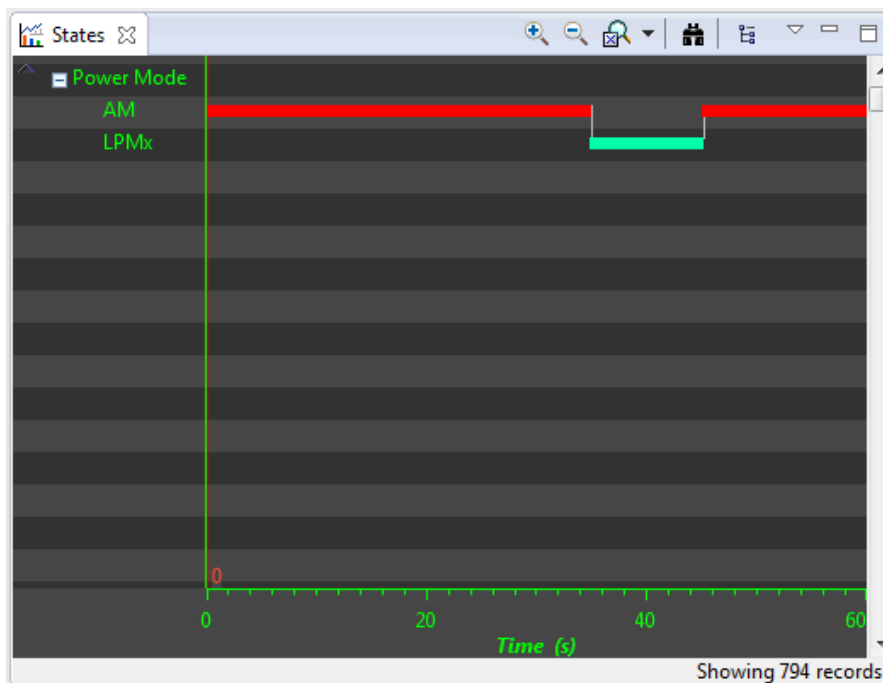 States
Power Mode
AM
LPMx
0
0 20 40 60
Time (s)
Showing 794 records